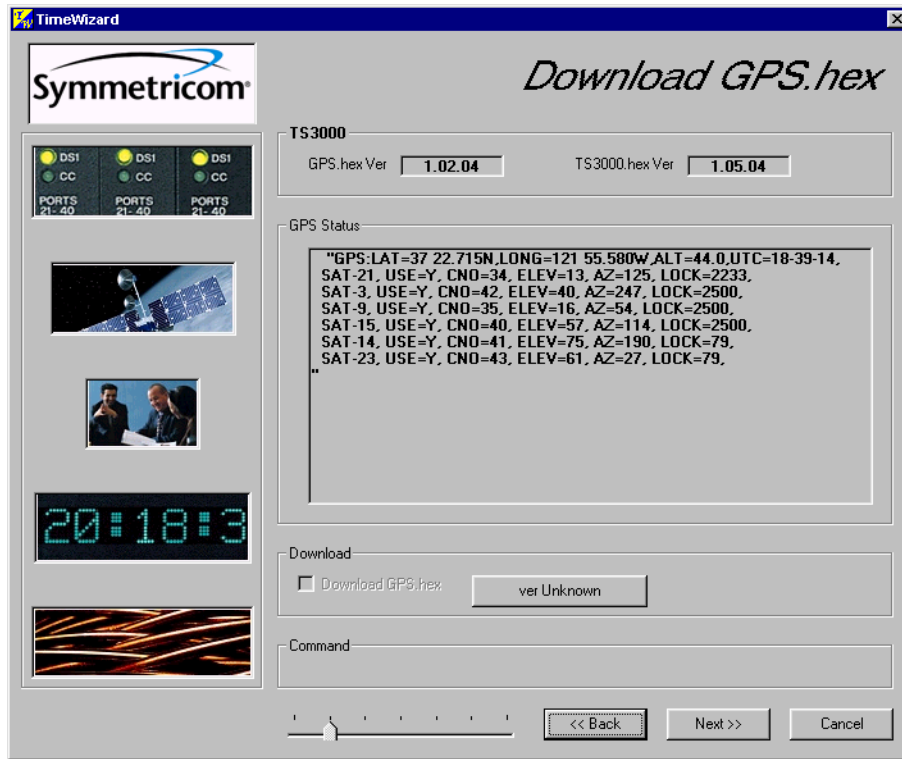 TimeWizard
Symmetricom®
Download GPS.hex
DS1 DS1 DS1
CC CC CC
PORTS PORTS PORTS
21-40 21-40 21-40
20:18:3
TS3000
GPS.hex Ver 1.02.04 TS3000.hex Ver 1.05.04
GPS Status
"GPS:LAT=37 22.715N,LONG=121 55.580W,ALT=44.0,UTC=18-39-14,
SAT-21, USE=Y, CNO=34, ELEV=13, AZ=125, LOCK=2233,
SAT-3, USE=Y, CNO=42, ELEV=40, AZ=247, LOCK=2500,
SAT-9, USE=Y, CNO=35, ELEV=16, AZ=54, LOCK=2500,
SAT-15, USE=Y, CNO=40, ELEV=57, AZ=114, LOCK=2500,
SAT-14, USE=Y, CNO=41, ELEV=75, AZ=190, LOCK=79,
SAT-23, USE=Y, CNO=43, ELEV=61, AZ=27, LOCK=79,
"
Download
Download GPS.hex ver Unknown
Command
<< Back Next >> Cancel